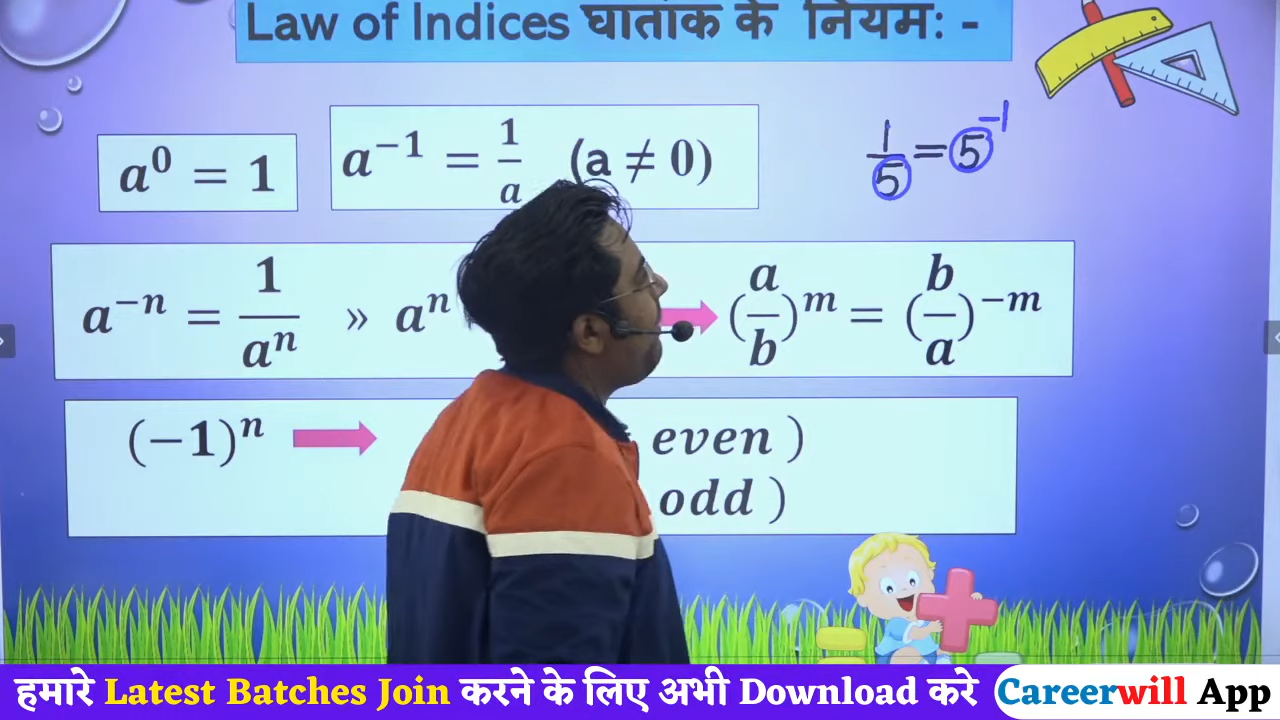 Law of Indices घातांक के नियम: -
a⁰ = 1
a⁻¹ = 1/a (a ≠ 0)
1/5 = 5⁻¹
a⁻ⁿ = 1/aⁿ » aⁿ
(a/b)ᵐ = (b/a)⁻ᵐ
(−1)ⁿ
even )
odd )
हमारे Latest Batches Join करने के लिए अभी Download करे Careerwill App